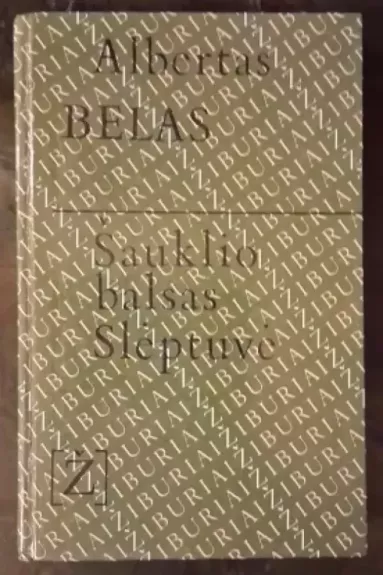 Albertas
BELAS
Šauklio
balsas
Slėptuvė
[Ž]